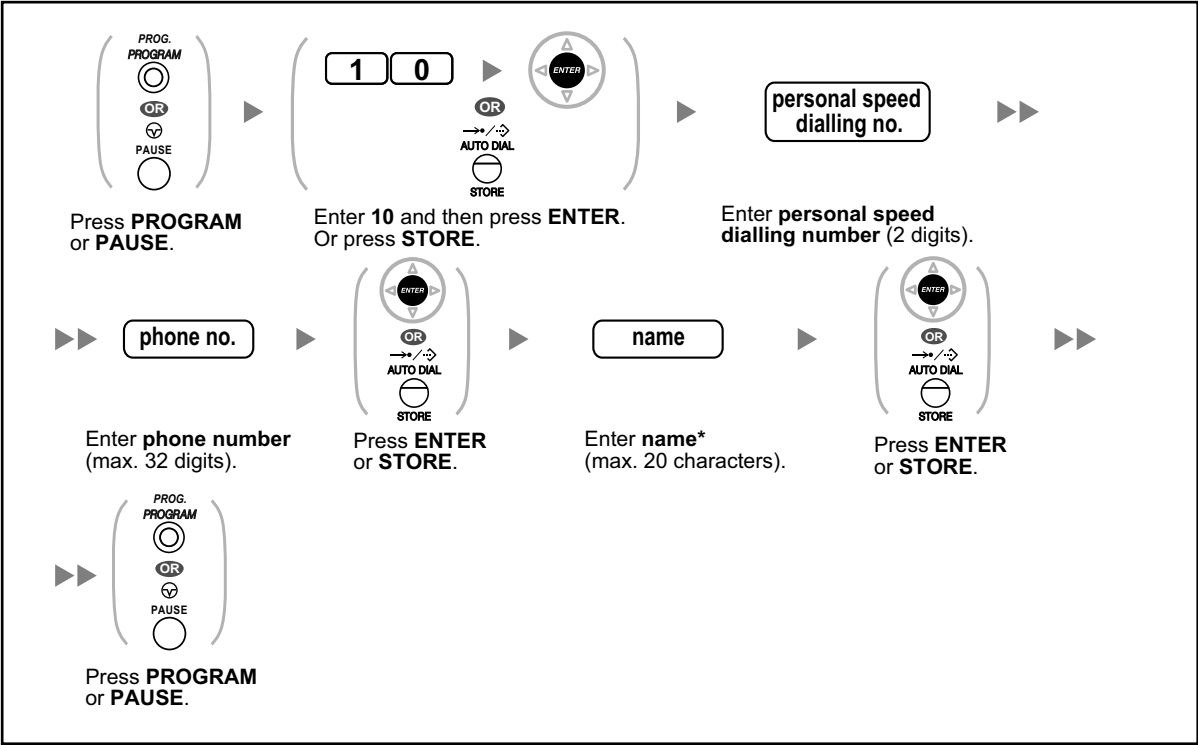 PROG.
PROGRAM
OR
PAUSE
Press PROGRAM
or PAUSE.
1 0
ENTER
OR
AUTO DIAL
STORE
Enter 10 and then press ENTER.
Or press STORE.
personal speed
dialling no.
Enter personal speed
dialling number (2 digits).
phone no.
Enter phone number
(max. 32 digits).
ENTER
OR
AUTO DIAL
STORE
Press ENTER
or STORE.
name
Enter name*
(max. 20 characters).
ENTER
OR
AUTO DIAL
STORE
Press ENTER
or STORE.
PROG.
PROGRAM
OR
PAUSE
Press PROGRAM
or PAUSE.